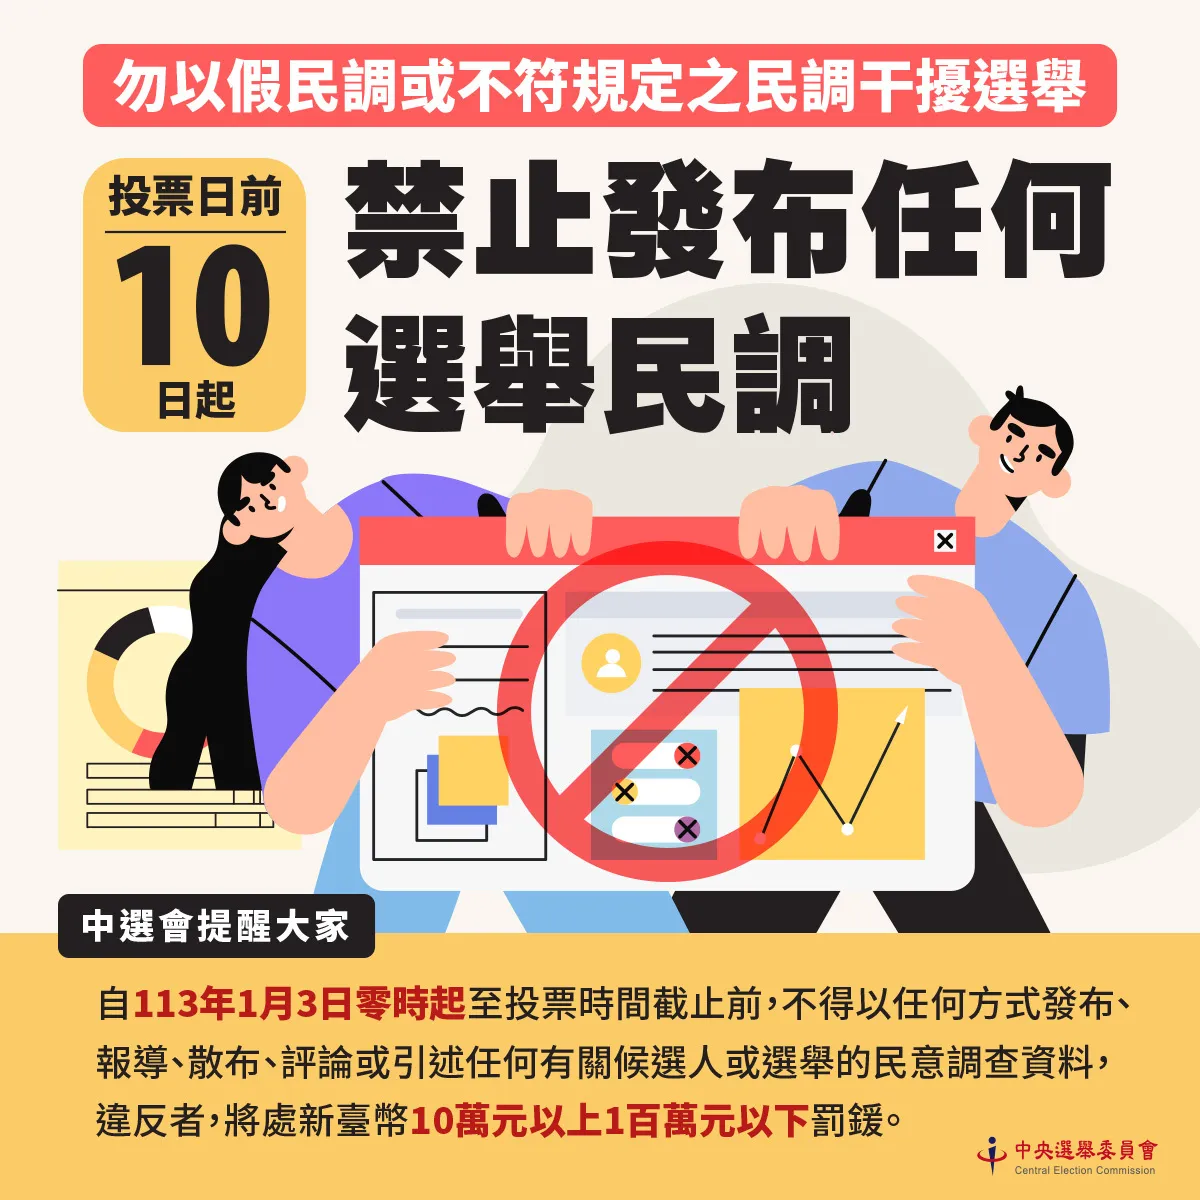 勿以假民調或不符規定之民調干擾選舉
投票日前
10
日起
禁止發布任何
選舉民調
中選會提醒大家
自113年1月3日零時起至投票時間截止前,不得以任何方式發布、
報導、散布、評論或引述任何有關候選人或選舉的民意調查資料,
違反者,將處新臺幣10萬元以上1百萬元以下罰鍰。
中央選舉委員會
Central Election Commission